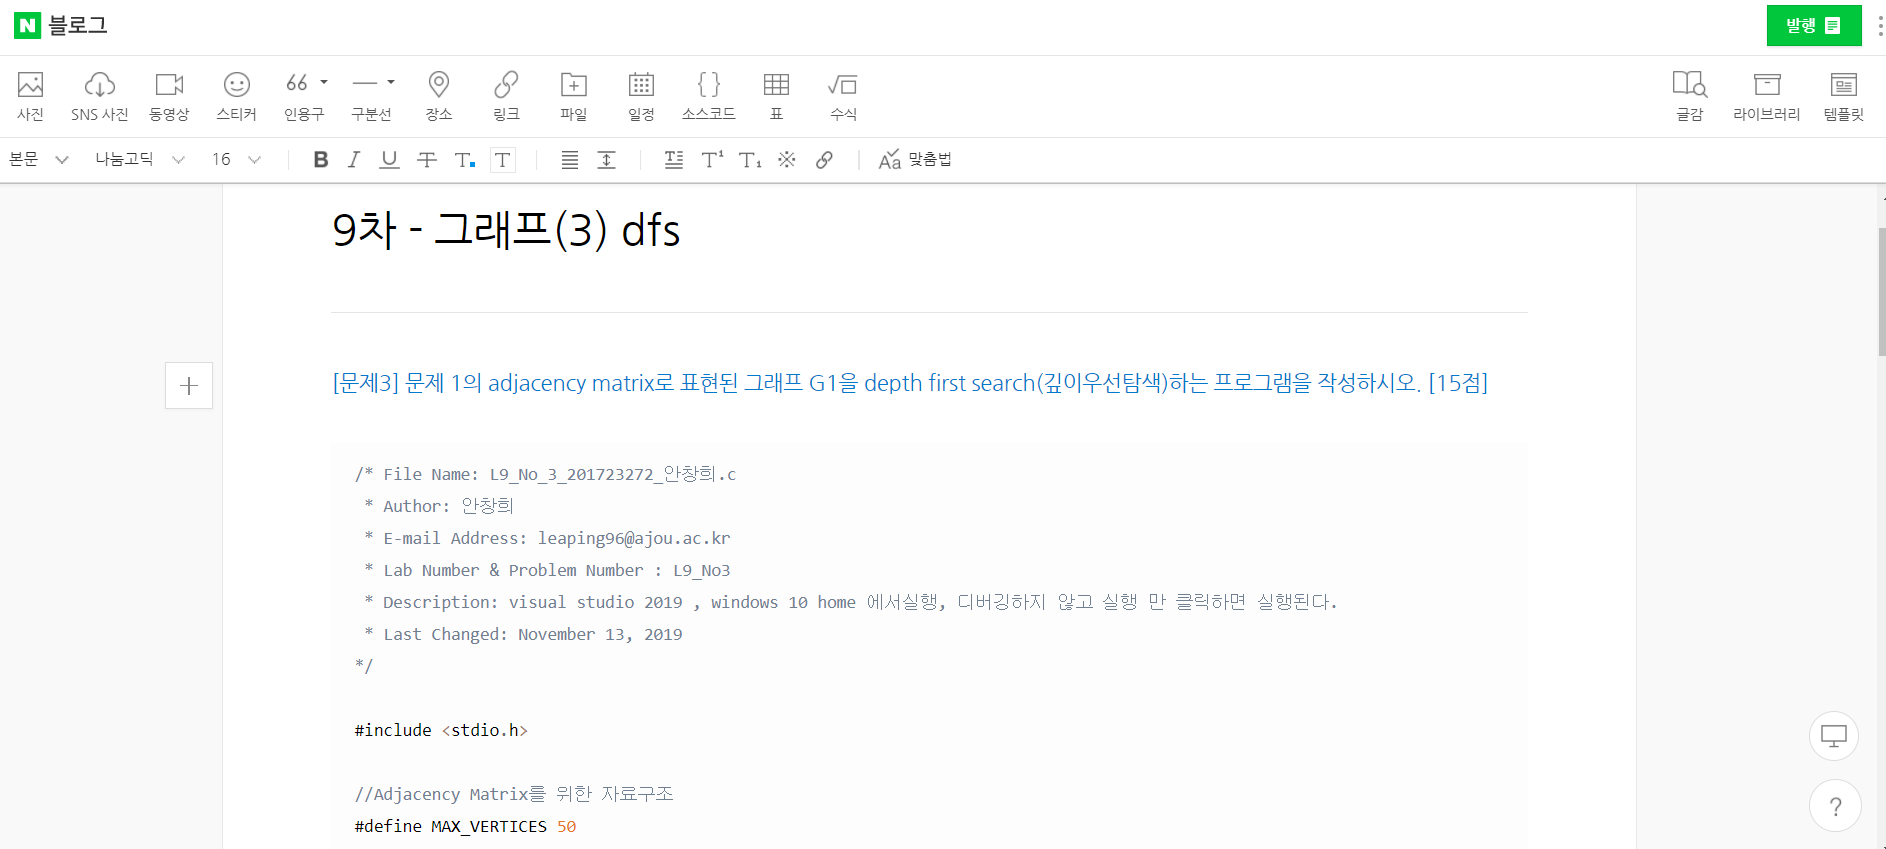 N 블로그
발행
사진 SNS 사진 동영상 스티커 인용구 구분선 장소 링크 파일 일정 소스코드 표 수식 글감 라이브러리 템플릿
본문 나눔고딕 16 B I U T T. T T¹ T₁ ※ 맞춤법
9차 - 그래프(3) dfs
[문제3] 문제 1의 adjacency matrix로 표현된 그래프 G1을 depth first search(깊이우선탐색)하는 프로그램을 작성하시오. [15점]
/* File Name: L9_No_3_201723272_안창희.c
* Author: 안창희
* E-mail Address: leaping96@ajou.ac.kr
* Lab Number & Problem Number : L9_No3
* Description: visual studio 2019 , windows 10 home 에서실행, 디버깅하지 않고 실행 만 클릭하면 실행된다.
* Last Changed: November 13, 2019
*/
#include <stdio.h>
//Adjacency Matrix를 위한 자료구조
#define MAX_VERTICES 50
?